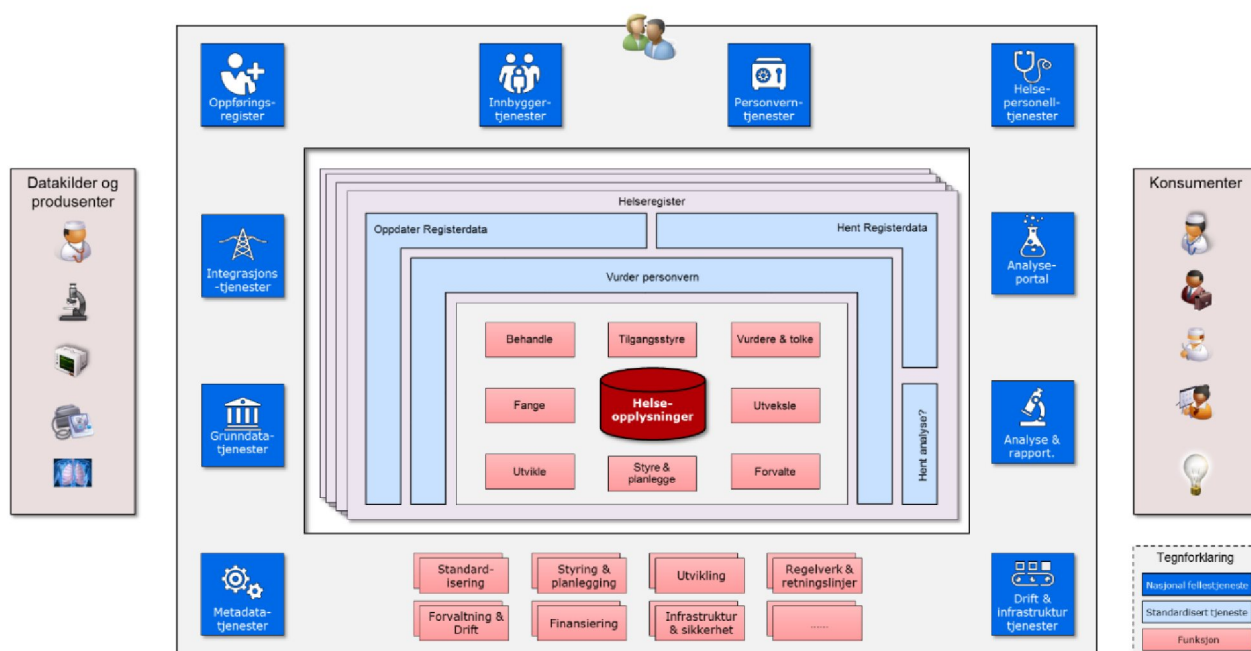 Oppførings-
register
Innbygger-
tjenester
Personvern-
tjenester
Helse-
personell-
tjenester
Datakilder og
produsenter
Konsumenter
Helseregister
Oppdater Registerdata
Hent Registerdata
Integrasjons
-tjenester
Vurder personvern
Analyse-
portal
Behandle
Tilgangsstyre
Vurdere & tolke
Fange
Helse-
opplysninger
Utveksle
Grunndata-
tjenester
Hent analyse?
Analyse &
rapport.
Utvikle
Styre &
planlegge
Forvalte
Metadata-
tjenester
Standard-
isering
Styring &
planlegging
Utvikling
Regelverk &
retningslinjer
Forvaltning &
Drift
Finansiering
Infrastruktur
& sikkerhet
......
Drift &
infrastruktur
tjenester
Tegnforklaring
Nasjonal fellestjeneste
Standardisert tjeneste
Funksjon